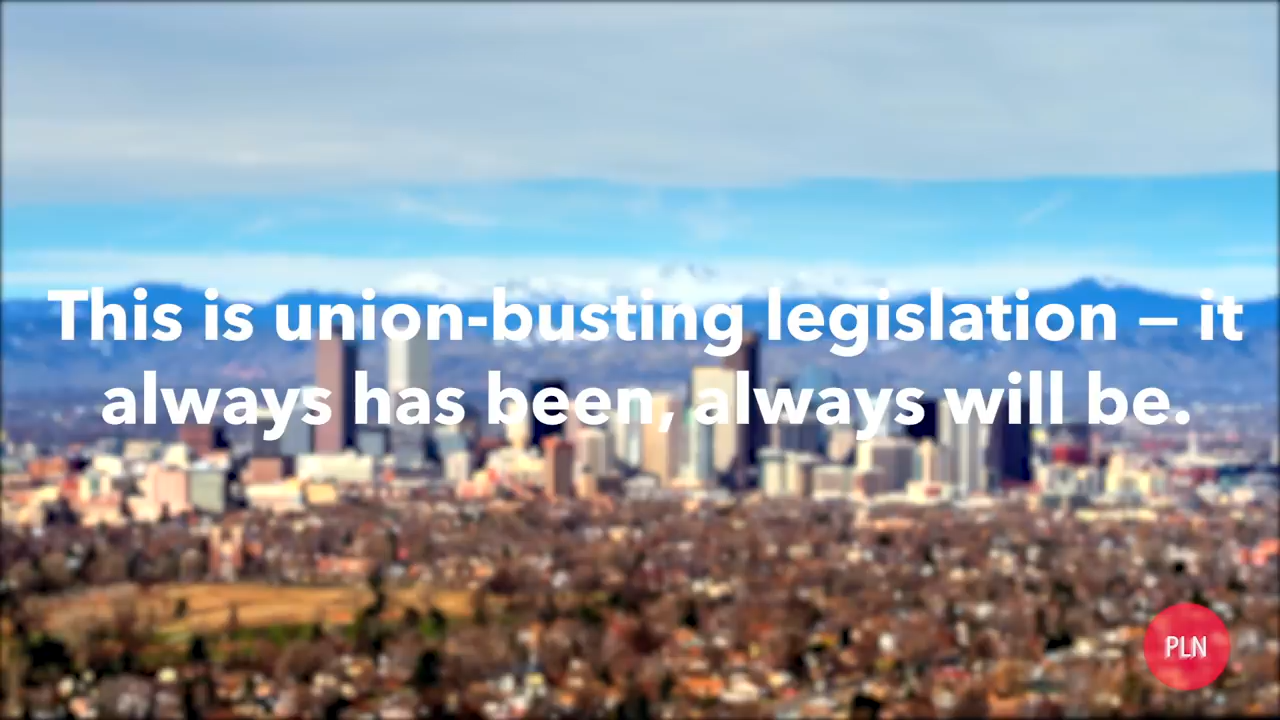 This is union-busting legislation – it
always has been, always will be.
PLN